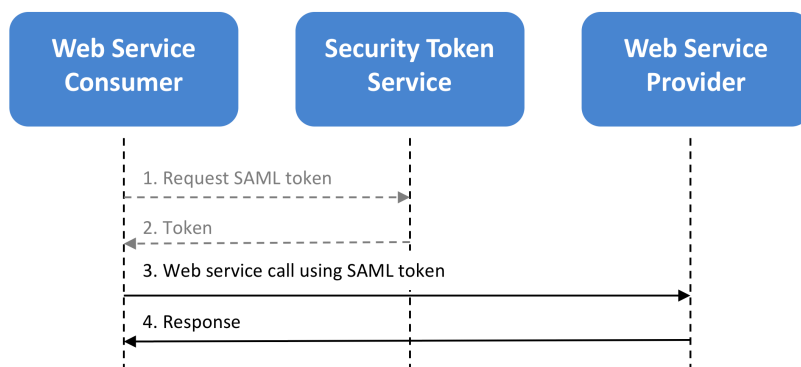 Web Service
Consumer
Security Token
Service
Web Service
Provider
1. Request SAML token
2. Token
3. Web service call using SAML token
4. Response